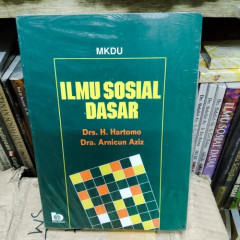 MKDU
ILMU SOSIAL
DASAR
Drs. H. Hartomo
Dra. Arnicun Aziz